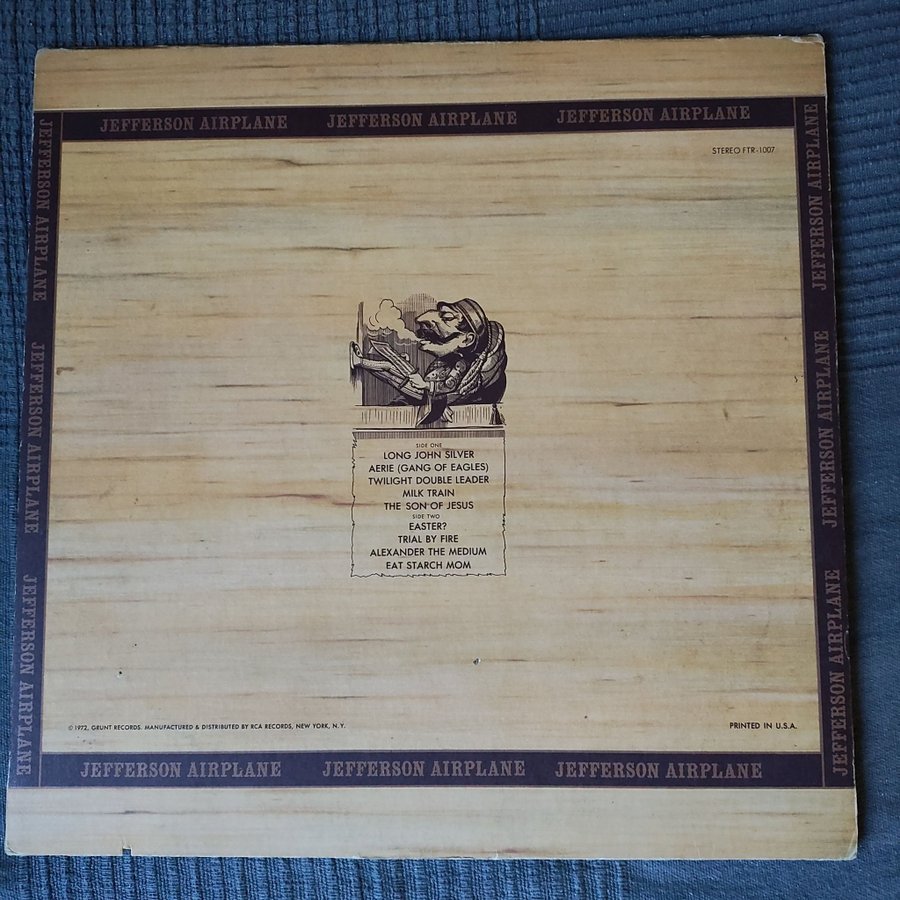 JEFFERSON AIRPLANE JEFFERSON AIRPLANE JEFFERSON AIRPLANE
JEFFERSON AIRPLANE JEFFERSON AIRPLANE JEFFERSON AIRPLANE
JEFFERSON AIRPLANE JEFFERSON AIRPLANE JEFFERSON AIRPLANE
STEREO FTR-1007
SIDE ONE
LONG JOHN SILVER
AERIE (GANG OF EAGLES)
TWILIGHT DOUBLE LEADER
MILK TRAIN
THE SON OF JESUS
SIDE TWO
EASTER?
TRIAL BY FIRE
ALEXANDER THE MEDIUM
EAT STARCH MOM
©1972, GRUNT RECORDS. MANUFACTURED & DISTRIBUTED BY RCA RECORDS, NEW YORK, N. Y.
PRINTED IN U.S.A.
JEFFERSON AIRPLANE JEFFERSON AIRPLANE JEFFERSON AIRPLANE